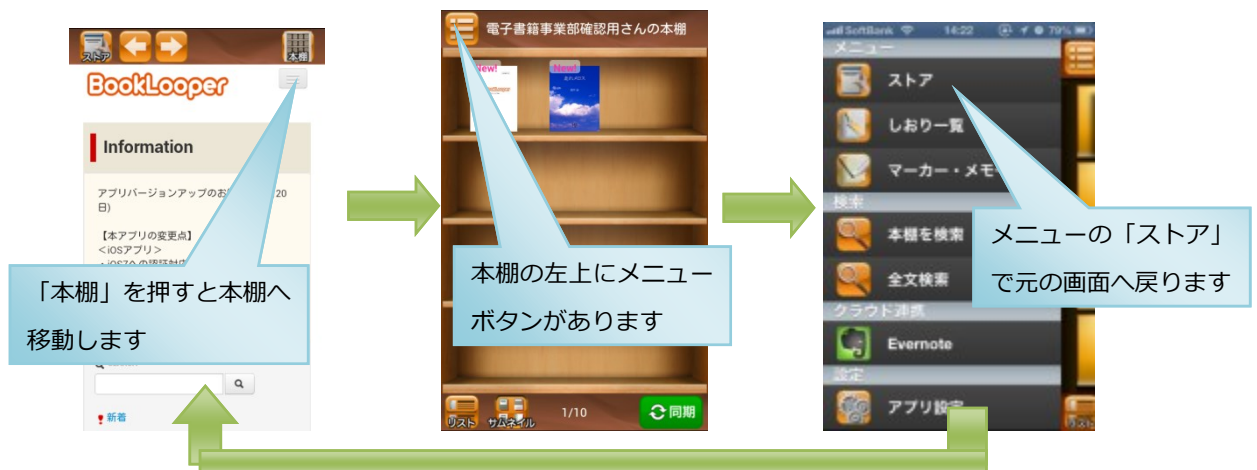 ストア
本棚
BookLooper
Information
アプリバージョンアップのお
20
日)
【本アプリの変更点】
<iOSアプリ>
「本棚」を押すと本棚へ
移動します
新着
電子書籍事業部確認用さんの本棚
New!
New!
本棚の左上にメニュー
ボタンがあります
リスト
サムネイル
1/10
同期
SoftBank
14:22
79%
メニュー
ストア
しおり一覧
マーカー・メモ
検索
本棚を検索
全文検索
クラウド連携
Evernote
設定
アプリ設定
リスト
メニューの「ストア」
で元の画面へ戻ります